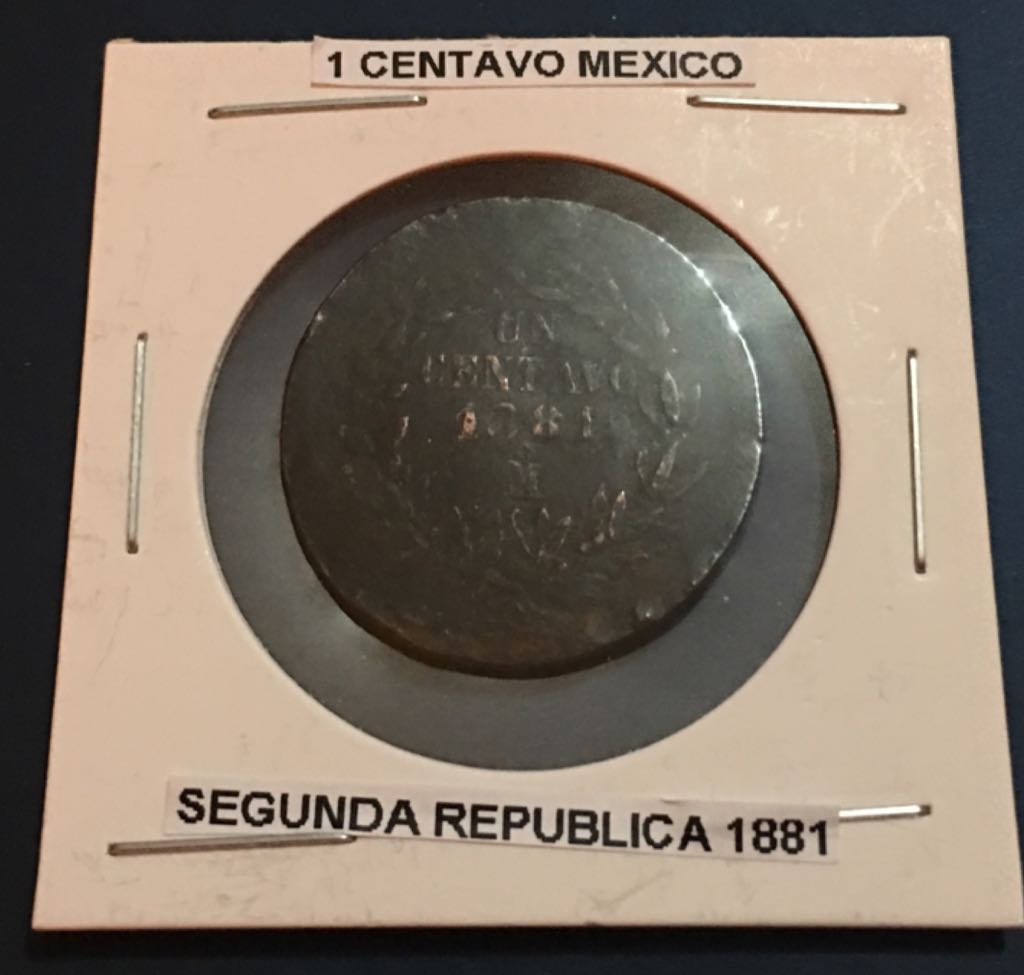 1 CENTAVO MEXICO
UN
CENTAVO
1881
SEGUNDA REPUBLICA 1881